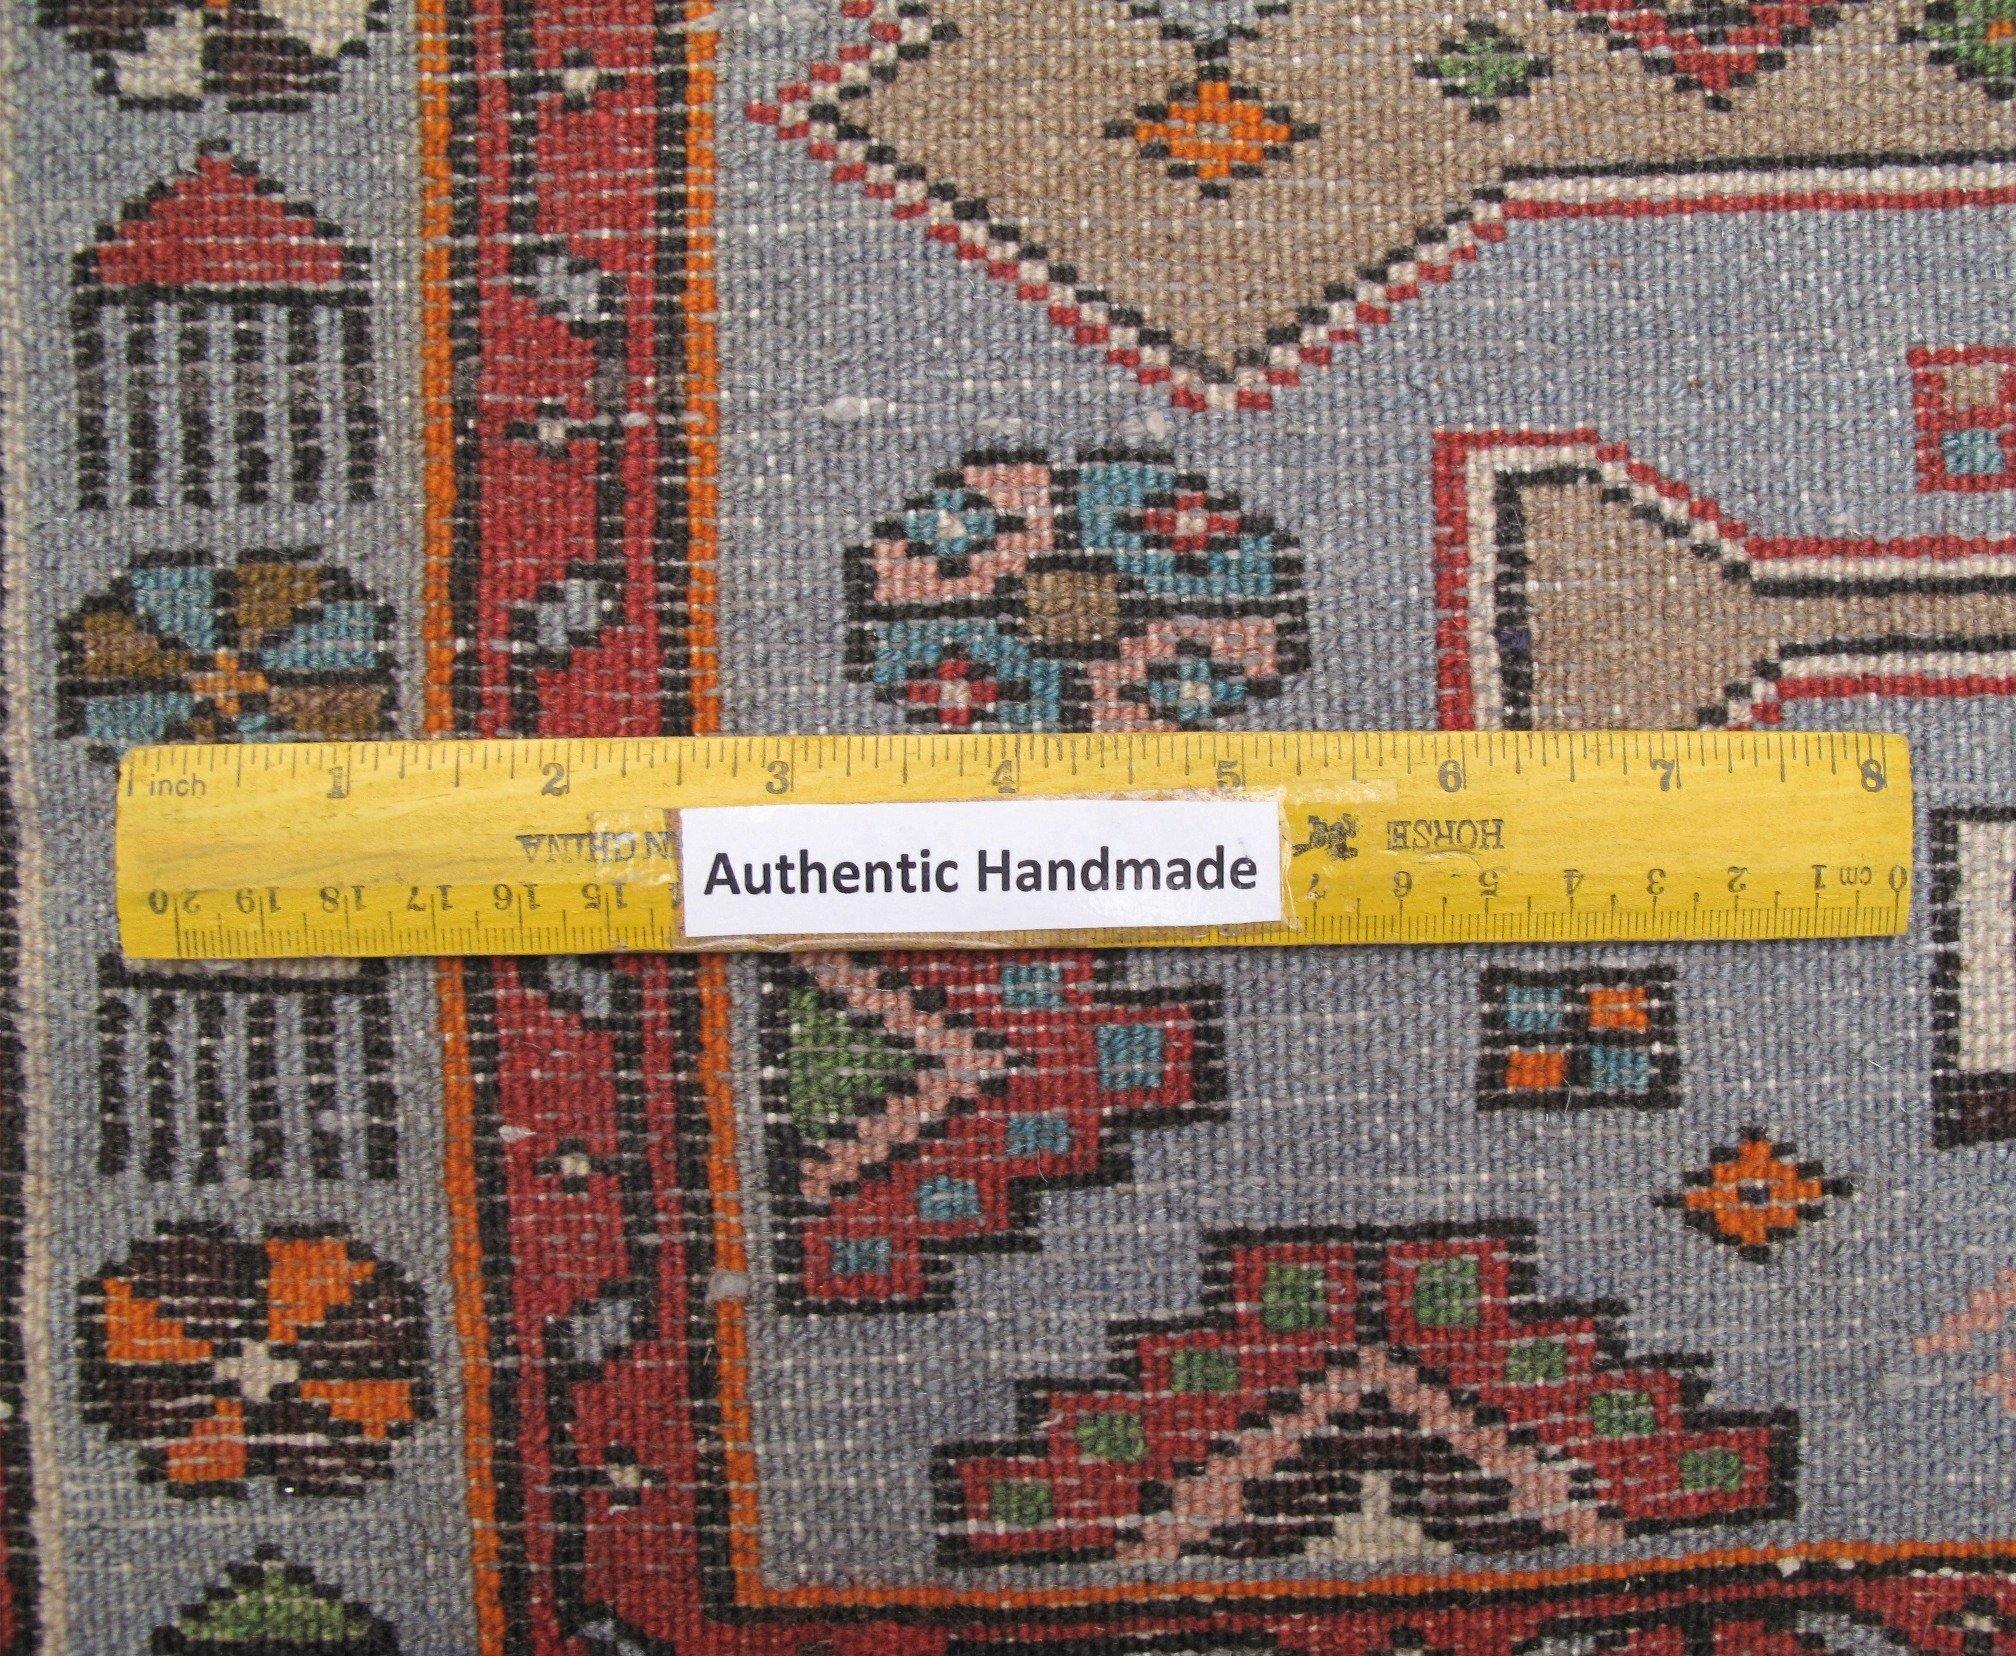 inch 1 2 3 4 5 6 7 8
Authentic Handmade
HORSE
0 1 cm 2 3 4 5 6 7 15 16 17 18 19 20